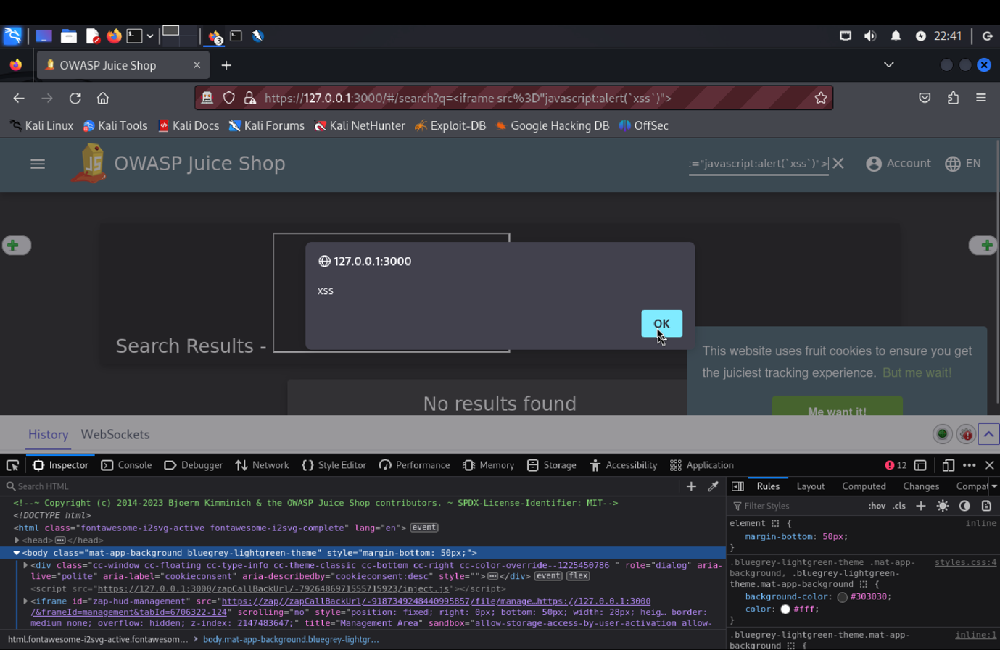 22:41
OWASP Juice Shop
https://127.0.0.1:3000/#/search?q=<iframe src%3D"javascript:alert(`xss`)">
Kali Linux Kali Tools Kali Docs Kali Forums Kali NetHunter Exploit-DB Google Hacking DB OffSec
OWASP Juice Shop :="javascript:alert(`xss`)"> Account EN
127.0.0.1:3000
xss
OK
Search Results -
This website uses fruit cookies to ensure you get
the juiciest tracking experience. But me wait!
No results found
Me want it!
History WebSockets
Inspector Console Debugger Network Style Editor Performance Memory Storage Accessibility Application 12
Search HTML
Rules Layout Computed Changes Compat
Filter Styles :hov .cls
<!--~ Copyright (c) 2014-2023 Bjoern Kimminich & the OWASP Juice Shop contributors. ~ SPDX-License-Identifier: MIT-->
<!DOCTYPE html>
<html class="fontawesome-i2svg-active fontawesome-i2svg-complete" lang="en"> event
<head> ... </head>
<body class="mat-app-background bluegrey-lightgreen-theme" style="margin-bottom: 50px;">
<div class="cc-window cc-floating cc-type-info cc-theme-classic cc-bottom cc-right cc-color-override--1225450786 " role="dialog" aria-
live="polite" aria-label="cookieconsent" aria-describedby="cookieconsent:desc" style=""> ... </div> event flex
<script src="https://127.0.0.1:3000/zapCallBackUrl/-7926486971555715923/inject.js"></script>
<iframe id="zap-hud-management" src="https://zap//zapCallBackUrl/-9187349248440995857/file/manage…https://127.0.0.1:3000
/&frameId=management&tabId=6706322-124" scrolling="no" style="position: fixed; right: 0px; bottom: 50px; width: 28px; heig… border:
medium none; overflow: hidden; z-index: 2147483647;" title="Management Area" sandbox="allow-storage-access-by-user-activation allow-
html.fontawesome-i2svg-active.fontawesom… body.mat-app-background.bluegrey-lightgr…
element { inline
margin-bottom: 50px;
}
.bluegrey-lightgreen-theme .mat-app- styles.css:4
background, .bluegrey-lightgreen-
theme.mat-app-background {
background-color: #303030;
color: #fff;
}
.bluegrey-lightgreen-theme.mat-app- inline:1
background {